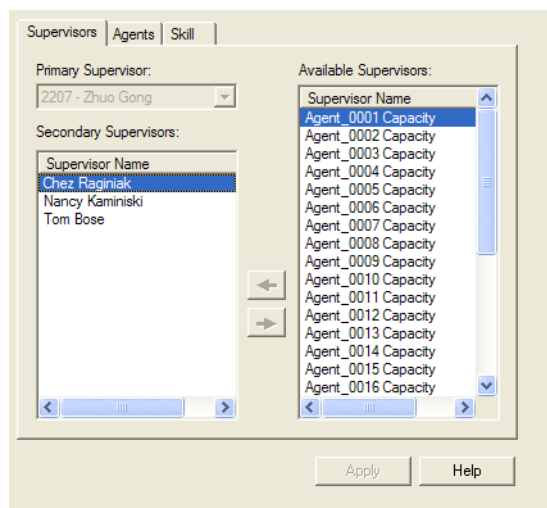 Supervisors Agents Skill
Primary Supervisor:
2207 - Zhuo Gong
Secondary Supervisors:
Supervisor Name
Chez Raginiak
Nancy Kaminiski
Tom Bose
Available Supervisors:
Supervisor Name
Agent_0001 Capacity
Agent_0002 Capacity
Agent_0003 Capacity
Agent_0004 Capacity
Agent_0005 Capacity
Agent_0006 Capacity
Agent_0007 Capacity
Agent_0008 Capacity
Agent_0009 Capacity
Agent_0010 Capacity
Agent_0011 Capacity
Agent_0012 Capacity
Agent_0013 Capacity
Agent_0014 Capacity
Agent_0015 Capacity
Agent_0016 Capacity
Apply Help